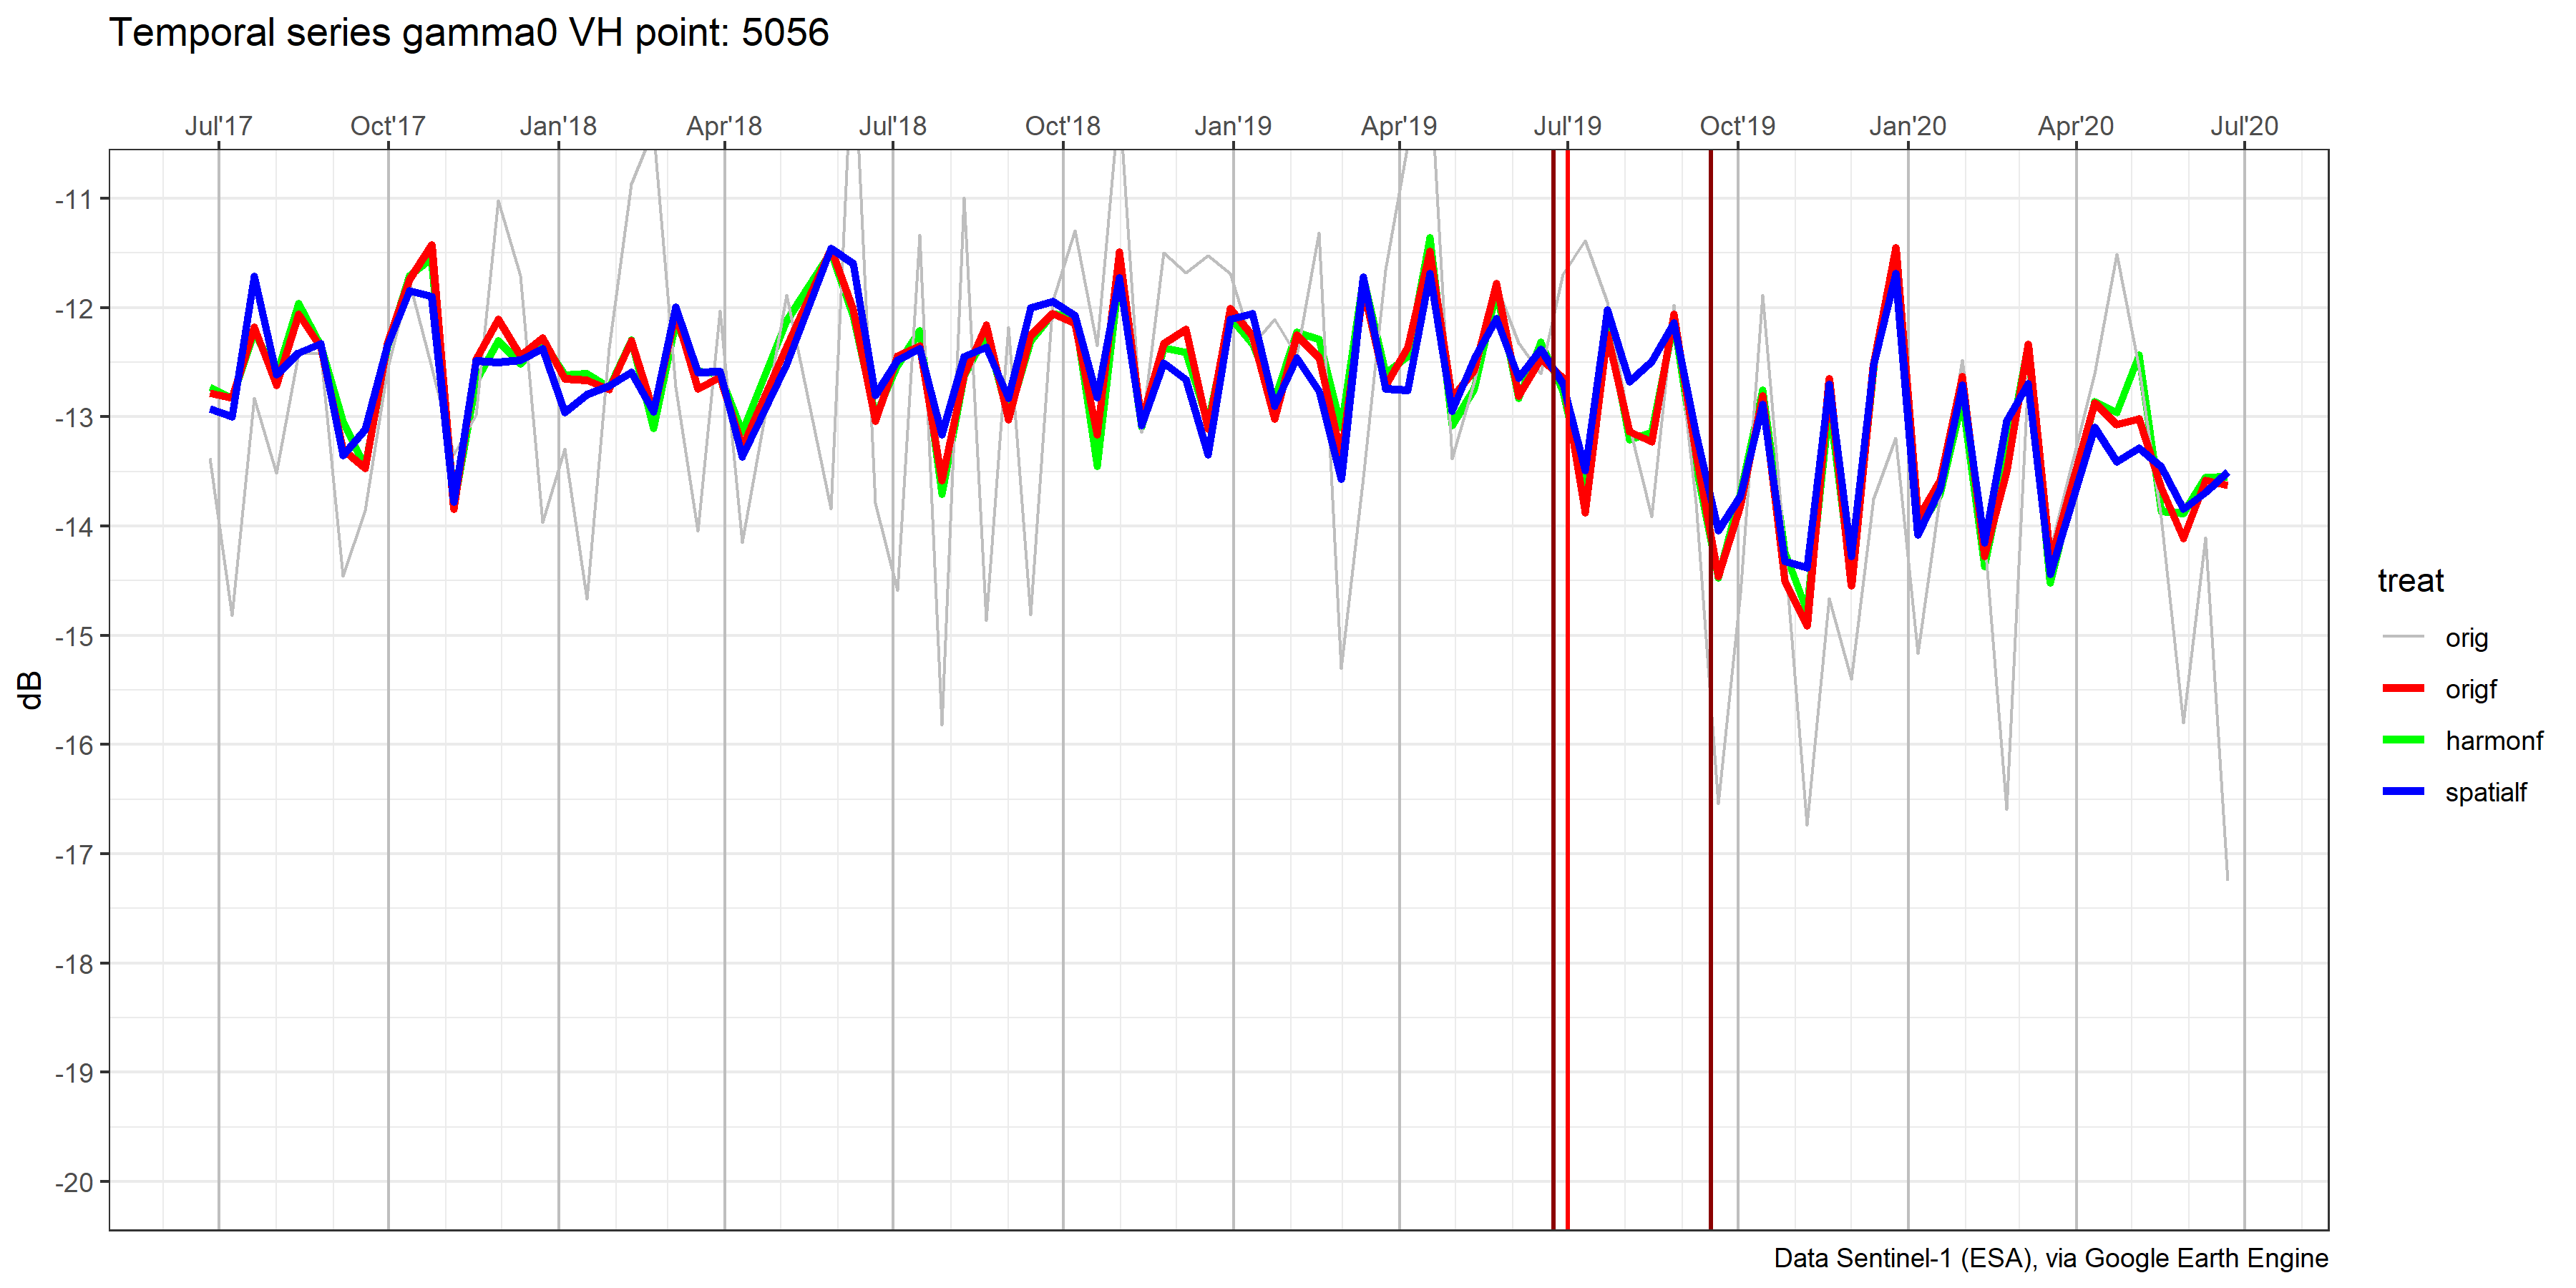 Temporal series gamma0 VH point: 5056
Jul'17 Oct'17 Jan'18 Apr'18 Jul'18 Oct'18 Jan'19 Apr'19 Jul'19 Oct'19 Jan'20 Apr'20 Jul'20
-11
-12
-13
-14
-15
-16
-17
-18
-19
-20
dB
treat
orig
origf
harmonf
spatialf
Data Sentinel-1 (ESA), via Google Earth Engine